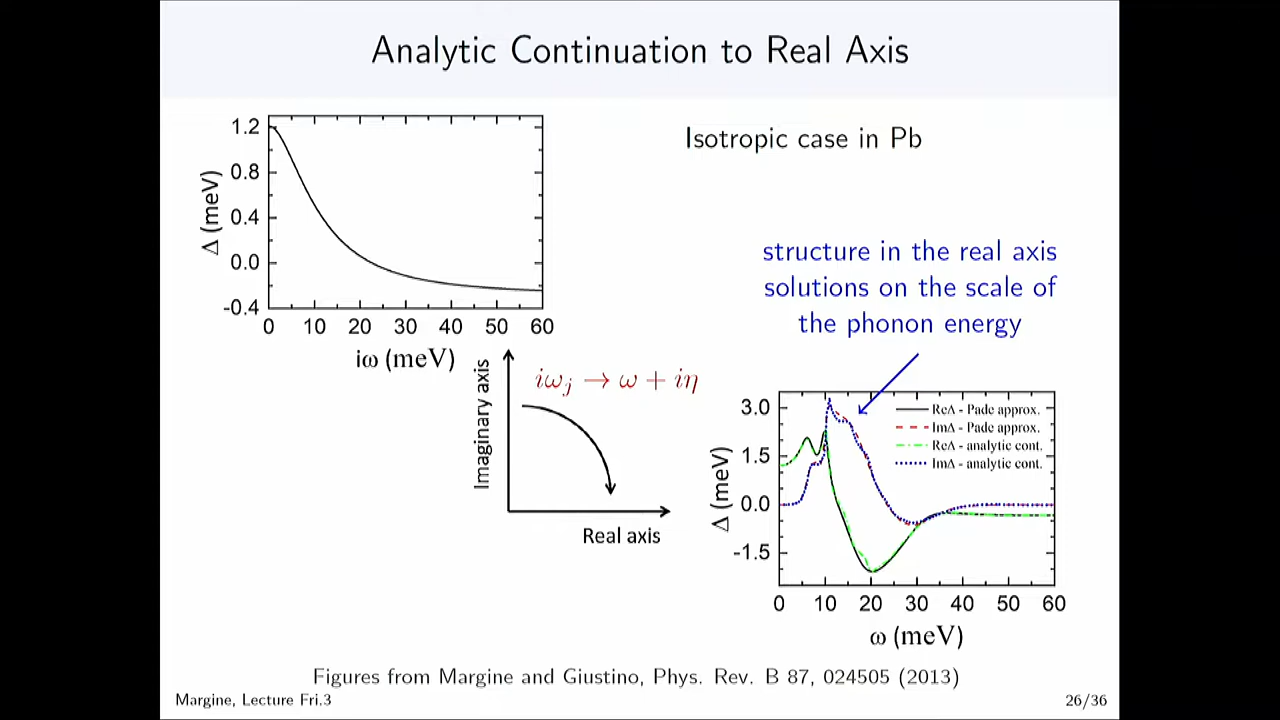 Analytic Continuation to Real Axis
Isotropic case in Pb
1.2
0.8
0.4
0.0
-0.4
Δ (meV)
0 10 20 30 40 50 60
iω (meV)
structure in the real axis
solutions on the scale of
the phonon energy
Imaginary axis
iωj → ω + iη
Real axis
3.0
1.5
0.0
-1.5
Δ (meV)
ReΔ - Pade approx.
ImΔ - Pade approx.
ReΔ - analytic cont.
ImΔ - analytic cont.
0 10 20 30 40 50 60
ω (meV)
Figures from Margine and Giustino, Phys. Rev. B 87, 024505 (2013)
Margine, Lecture Fri.3
26/36